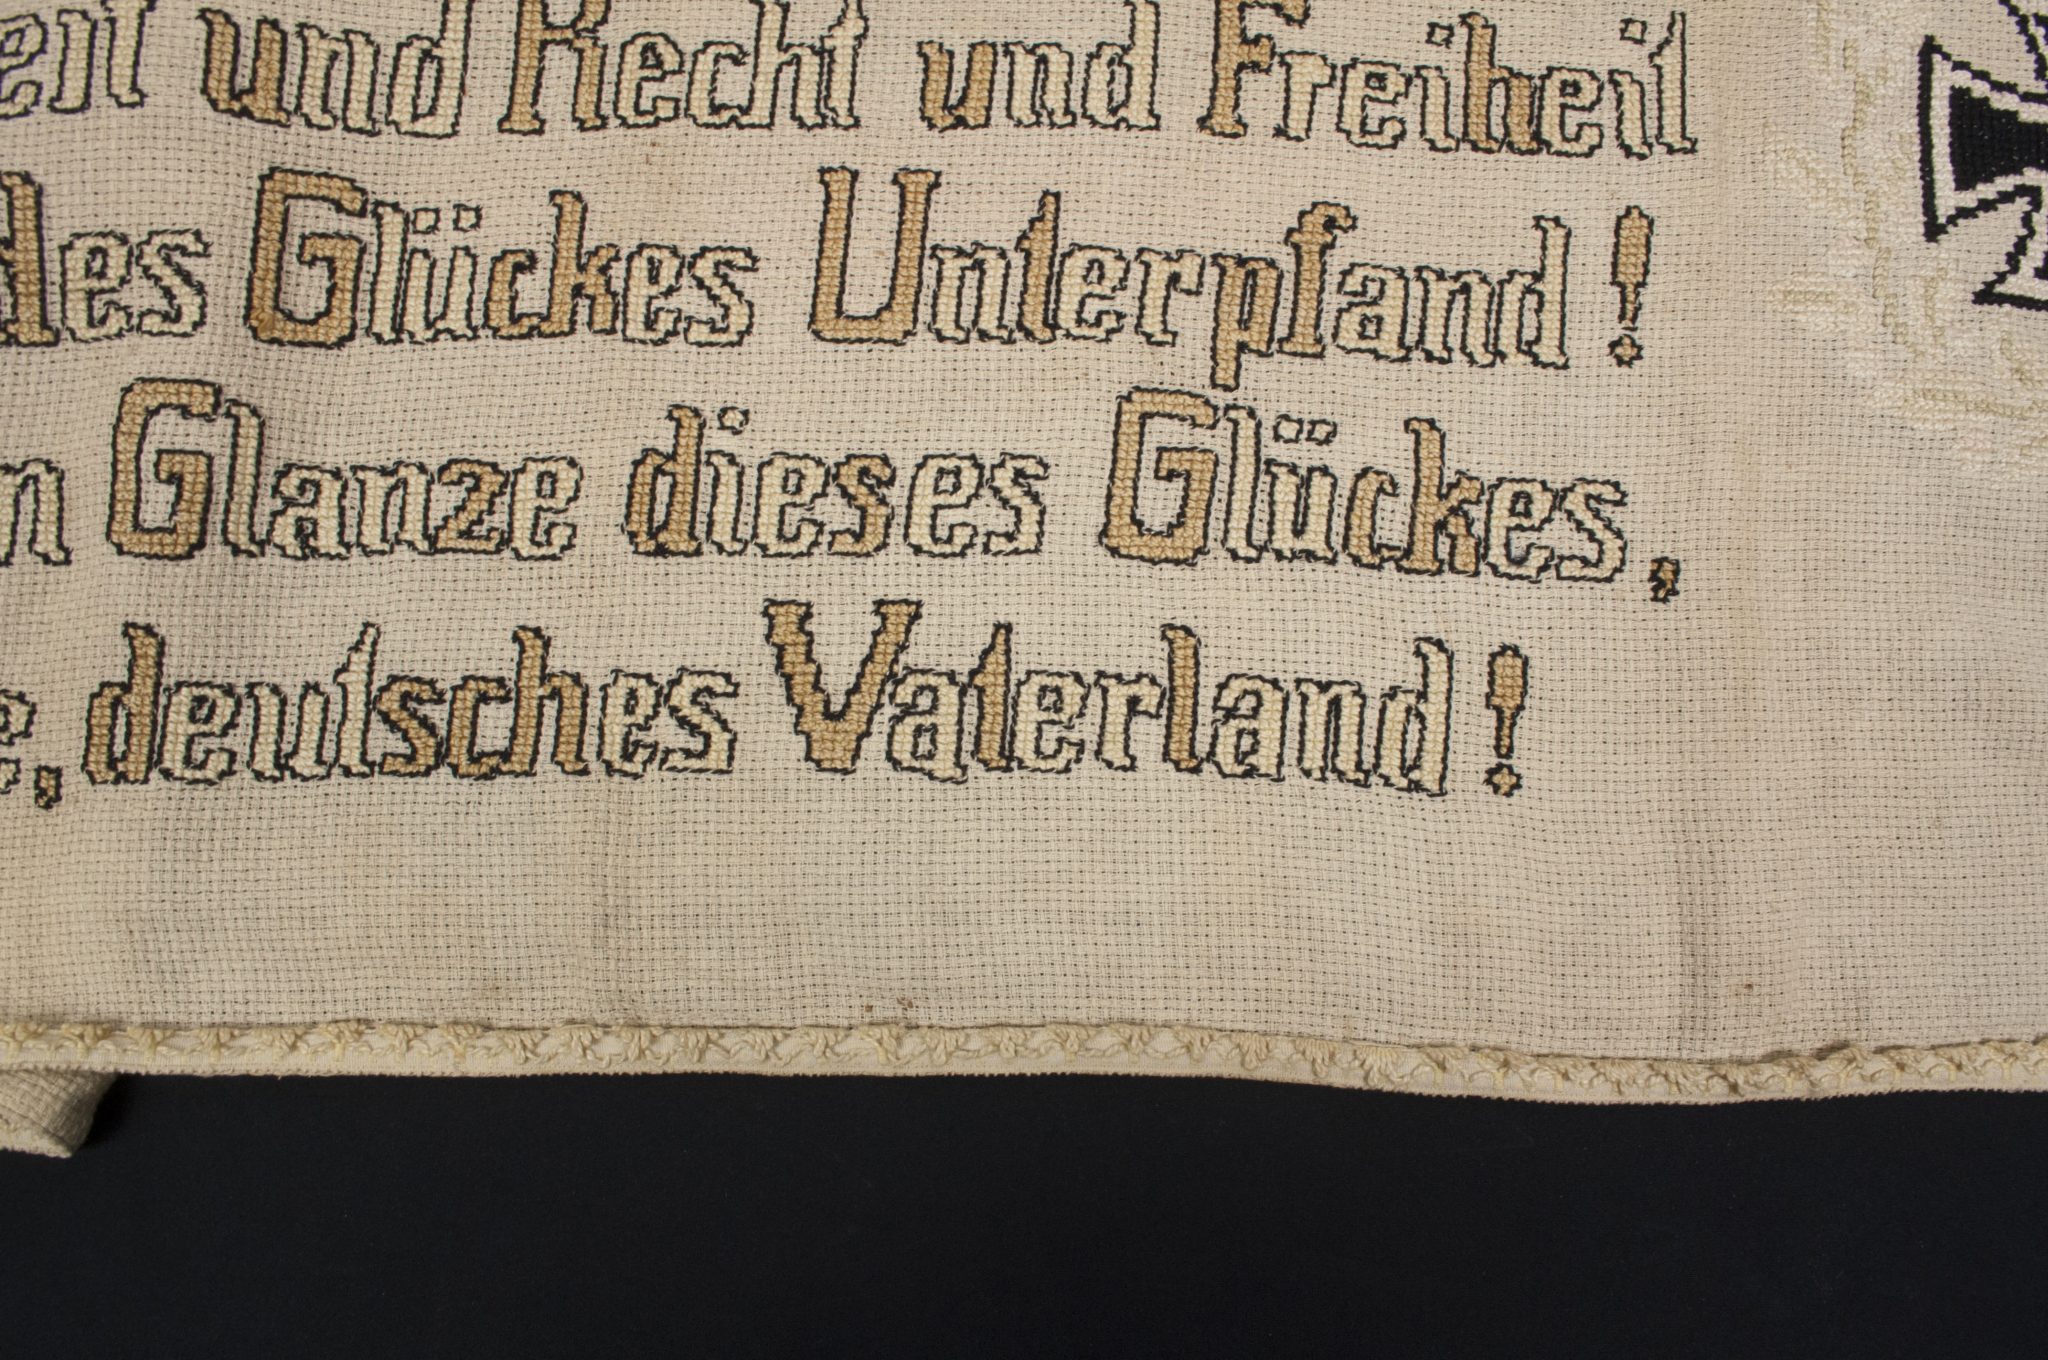 eit und Recht und Freiheit
des Glückes Unterpfand!
n Glanze dieses Glückes,
e, deutsches Vaterland!